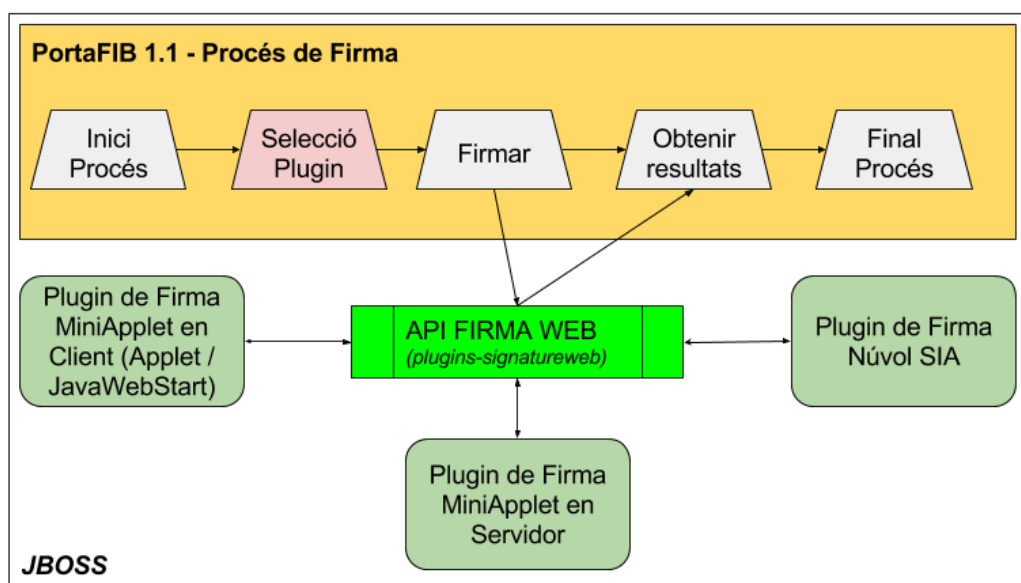 PortaFIB 1.1 - Procés de Firma
Inici
Procés
Selecció
Plugin
Firmar
Obtenir
resultats
Final
Procés
Plugin de Firma
MiniApplet en
Client (Applet /
JavaWebStart)
API FIRMA WEB
(plugins-signatureweb)
Plugin de Firma
Núvol SIA
Plugin de Firma
MiniApplet en
Servidor
JBOSS